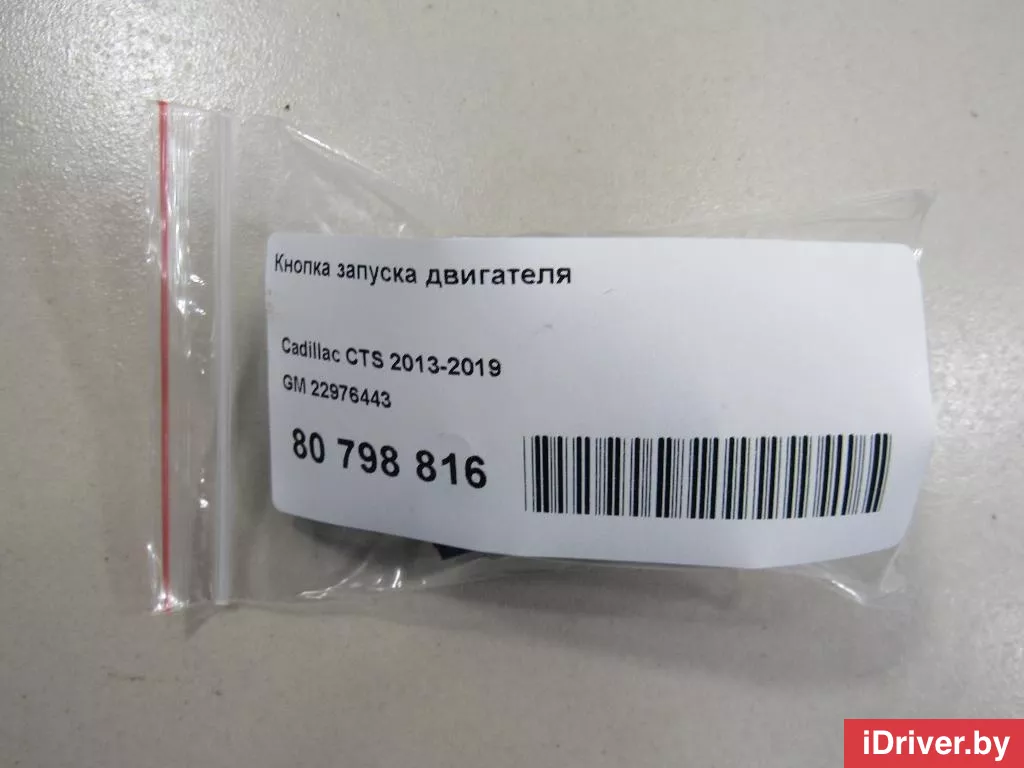 Кнопка запуска двигателя
Cadillac CTS 2013-2019
GM 22976443
80 798 816
iDriver.by